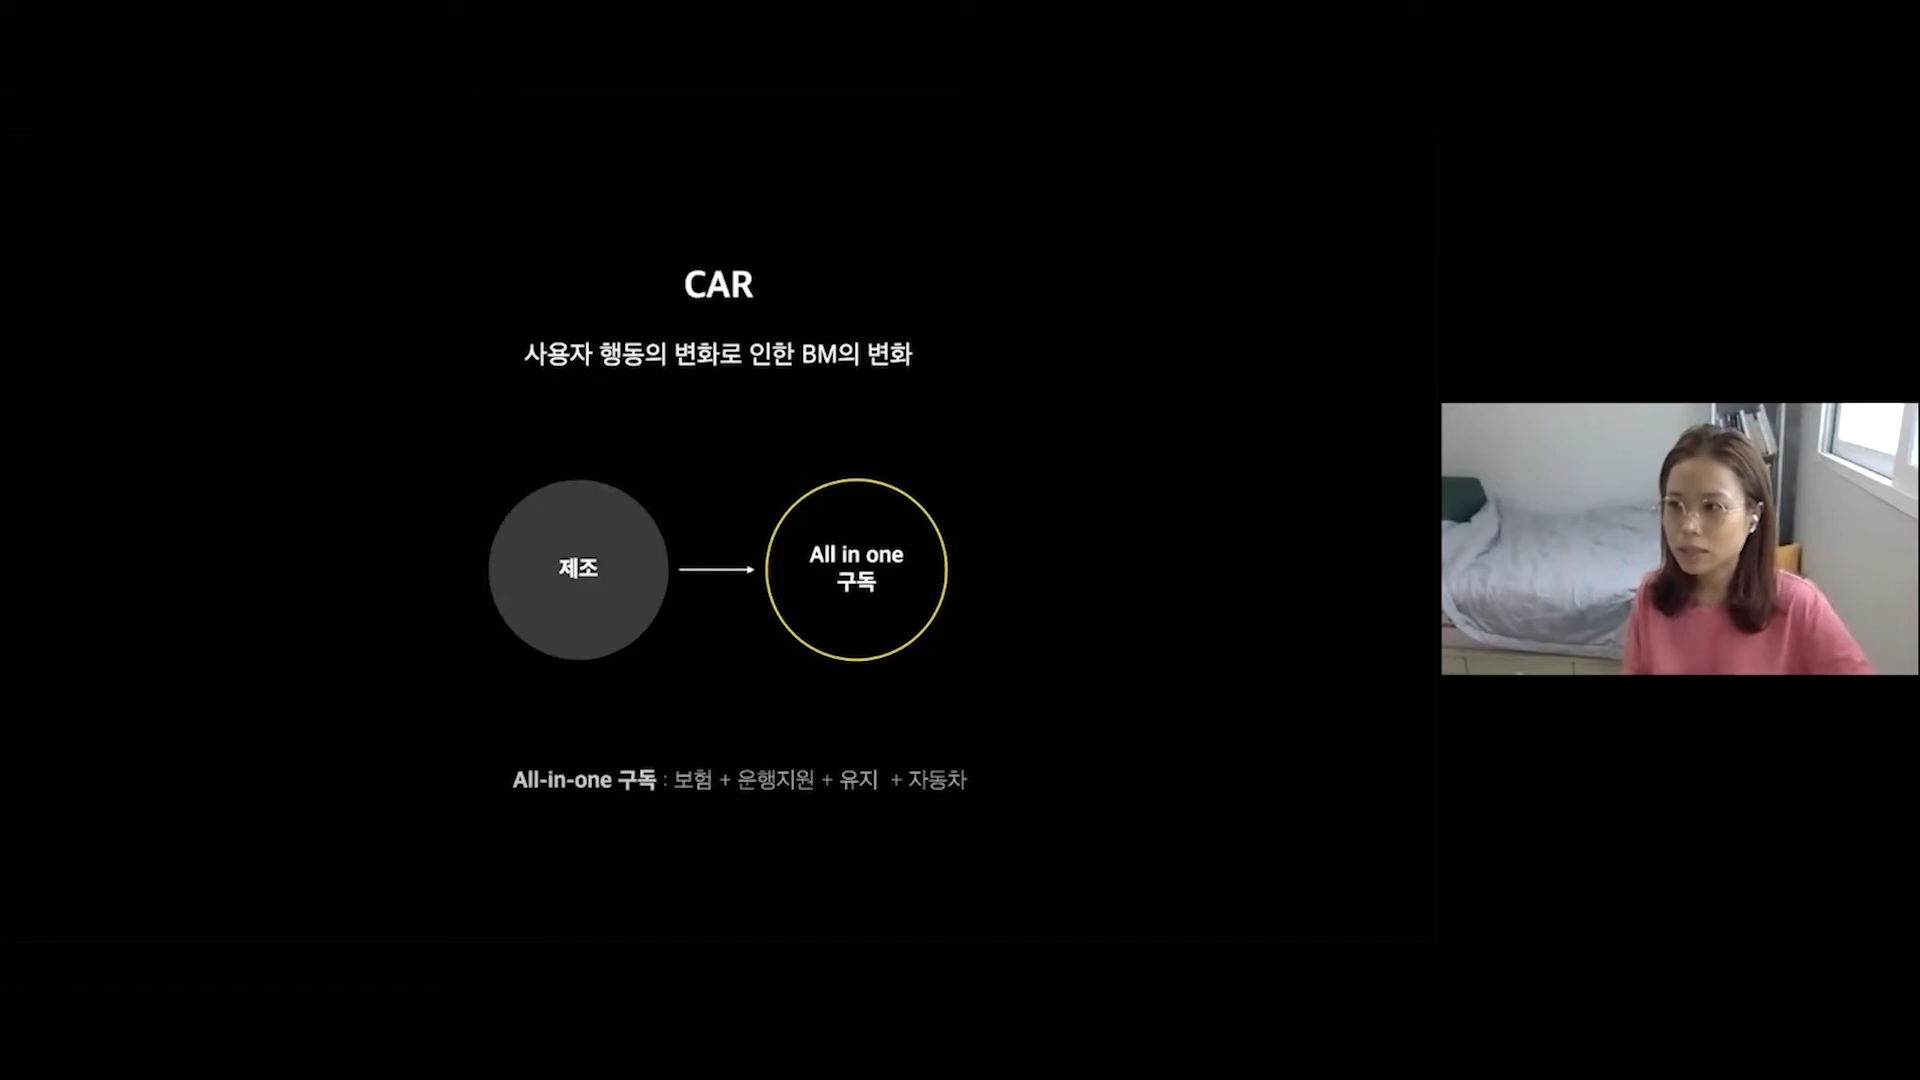 CAR
사용자 행동의 변화로 인한 BM의 변화
제조
All in one
구독
All-in-one 구독 : 보험 + 운행지원 + 유지 + 자동차